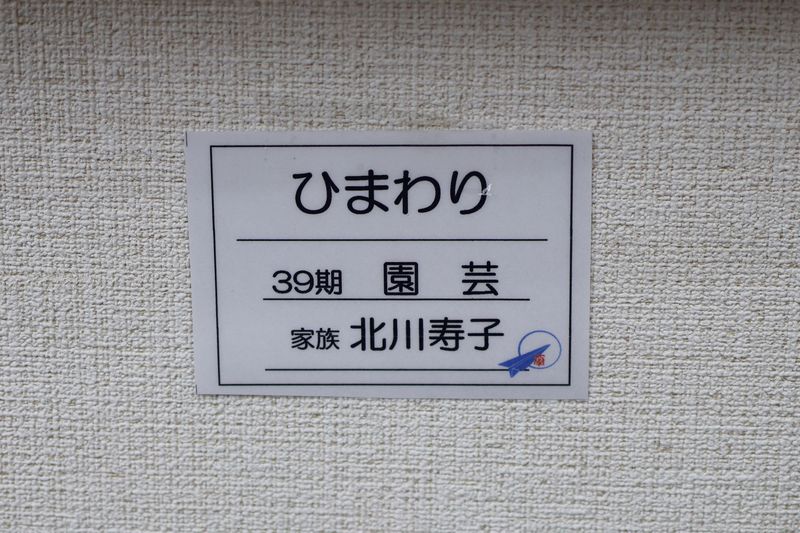 ひまわり
39期 園 芸
家族 北川寿子